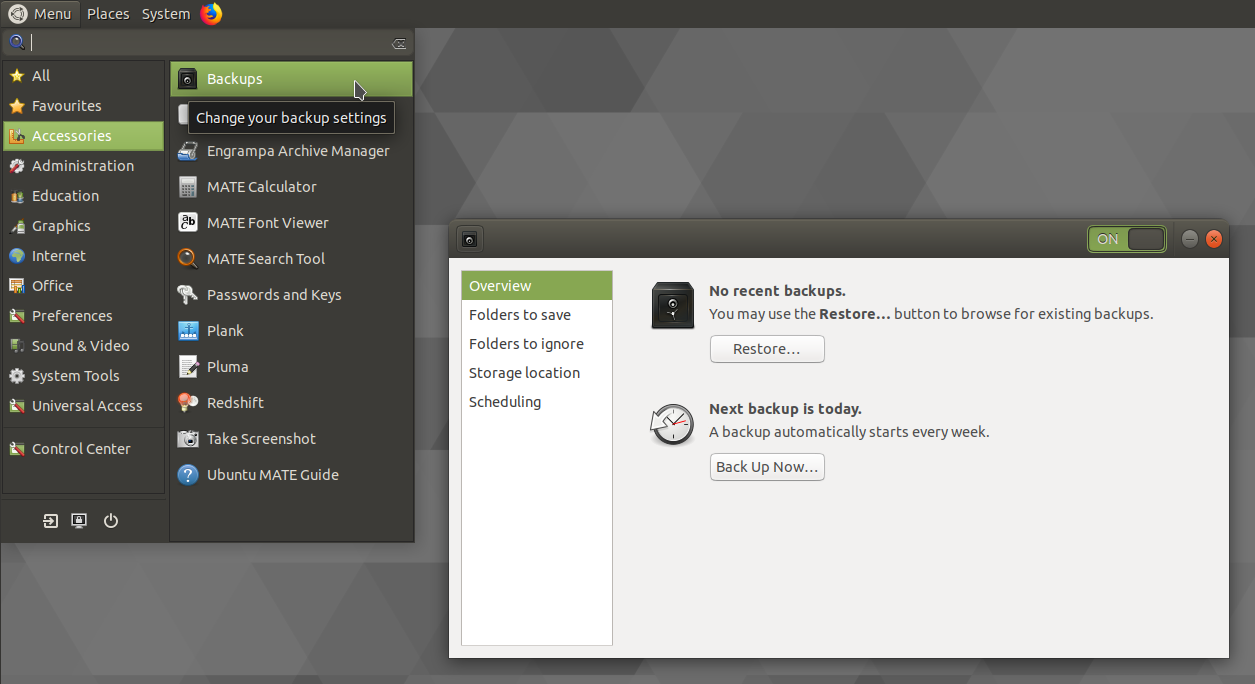 Menu Places System
All
Favourites
Accessories
Administration
Education
Graphics
Internet
Office
Preferences
Sound & Video
System Tools
Universal Access
Control Center
Backups
Change your backup settings
Engrampa Archive Manager
MATE Calculator
MATE Font Viewer
MATE Search Tool
Passwords and Keys
Plank
Pluma
Redshift
Take Screenshot
Ubuntu MATE Guide
ON
Overview
Folders to save
Folders to ignore
Storage location
Scheduling
No recent backups.
You may use the Restore… button to browse for existing backups.
Restore…
Next backup is today.
A backup automatically starts every week.
Back Up Now…